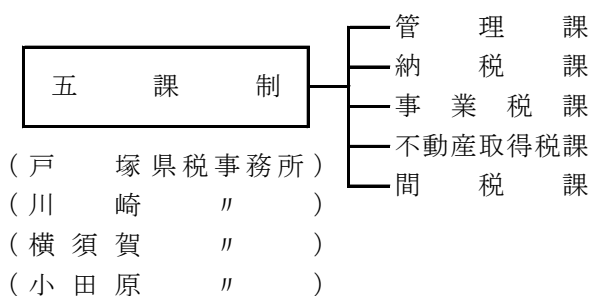 五課制
(戸塚県税事務所)
(川崎〃)
(横須賀〃)
(小田原〃)
管理課
納税課
事業税課
不動産取得税課
間税課